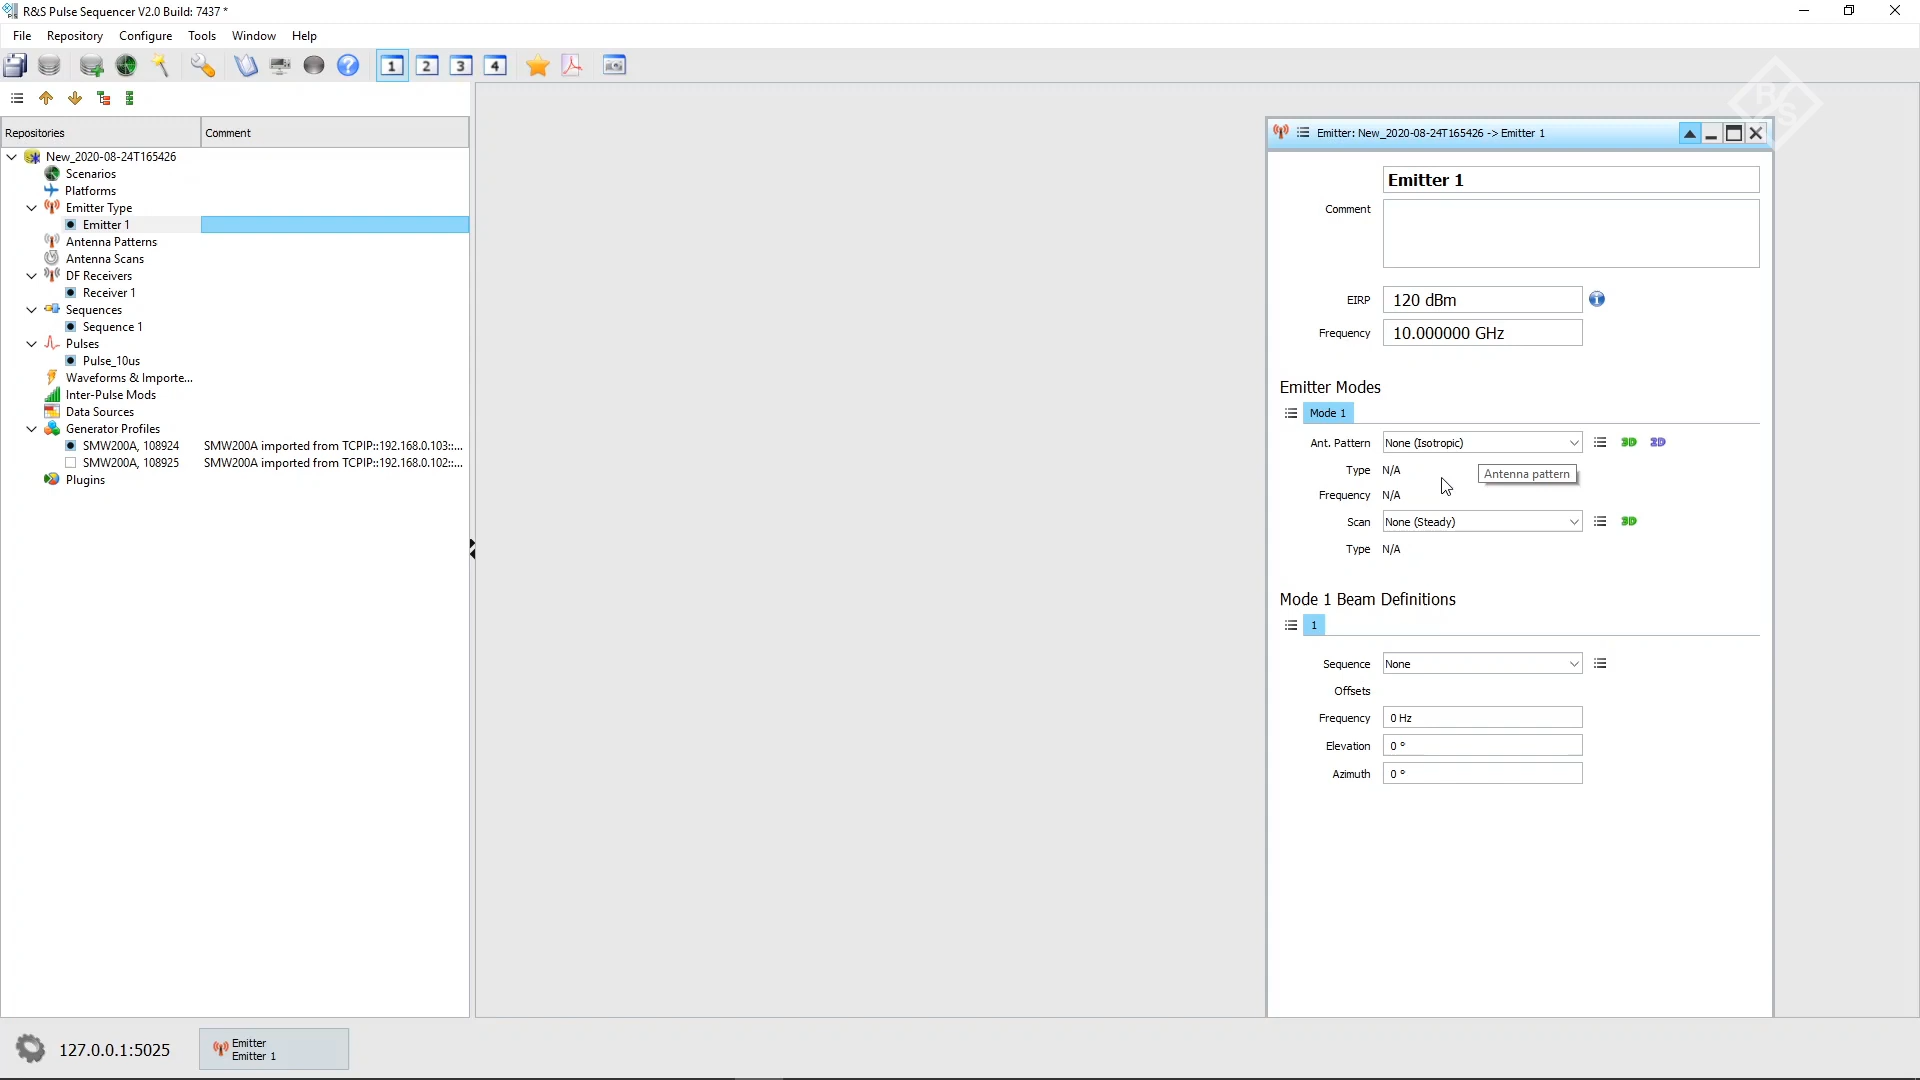 R&S Pulse Sequencer V2.0 Build: 7437 *
File Repository Configure Tools Window Help
1 2 3 4
Repositories Comment
New_2020-08-24T165426
Scenarios
Platforms
Emitter Type
Emitter 1
Antenna Patterns
Antenna Scans
DF Receivers
Receiver 1
Sequences
Sequence 1
Pulses
Pulse_10us
Waveforms & Importe...
Inter-Pulse Mods
Data Sources
Generator Profiles
SMW200A, 108924 SMW200A imported from TCPIP::192.168.0.103::...
SMW200A, 108925 SMW200A imported from TCPIP::192.168.0.102::...
Plugins
R&S
Emitter: New_2020-08-24T165426 -> Emitter 1
Emitter 1
Comment
EIRP 120 dBm
Frequency 10.000000 GHz
Emitter Modes
Mode 1
Ant. Pattern None (Isotropic) 3D 2D
Type N/A Antenna pattern
Frequency N/A
Scan None (Steady) 3D
Type N/A
Mode 1 Beam Definitions
1
Sequence None
Offsets
Frequency 0 Hz
Elevation 0 °
Azimuth 0 °
127.0.0.1:5025
Emitter
Emitter 1